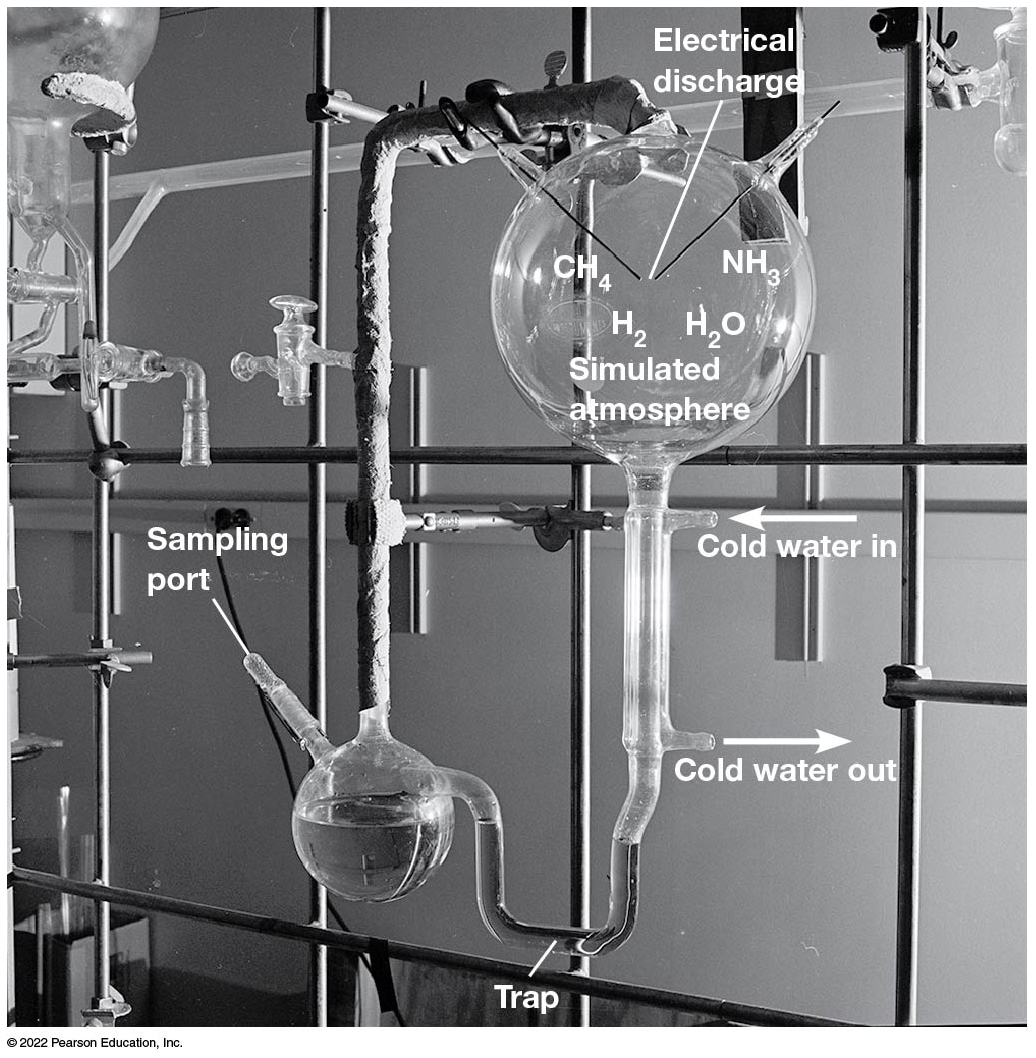 Electrical
discharge
CH4
NH3
H2
H2O
Simulated
atmosphere
Cold water in
Sampling
port
Cold water out
Trap
© 2022 Pearson Education, Inc.